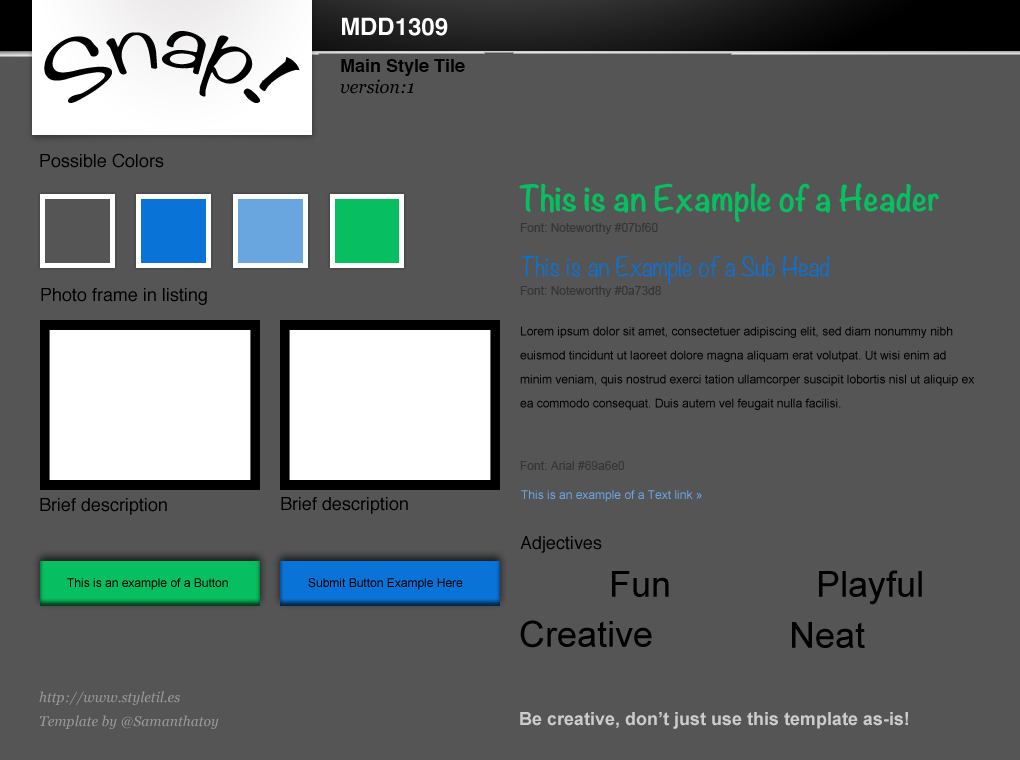 Snap!
MDD1309
Main Style Tile
version:1
Possible Colors
Photo frame in listing
Brief description
Brief description
This is an example of a Button
Submit Button Example Here
http://www.styletil.es
Template by @Samanthatoy
This is an Example of a Header
Font: Noteworthy #07bf60
This is an Example of a Sub Head
Font: Noteworthy #0a73d8
Lorem ipsum dolor sit amet, consectetuer adipiscing elit, sed diam nonummy nibh
euismod tincidunt ut laoreet dolore magna aliquam erat volutpat. Ut wisi enim ad
minim veniam, quis nostrud exerci tation ullamcorper suscipit lobortis nisl ut aliquip ex
ea commodo consequat. Duis autem vel feugait nulla facilisi.
Font: Arial #69a6e0
This is an example of a Text link »
Adjectives
Fun Playful
Creative Neat
Be creative, don’t just use this template as-is!